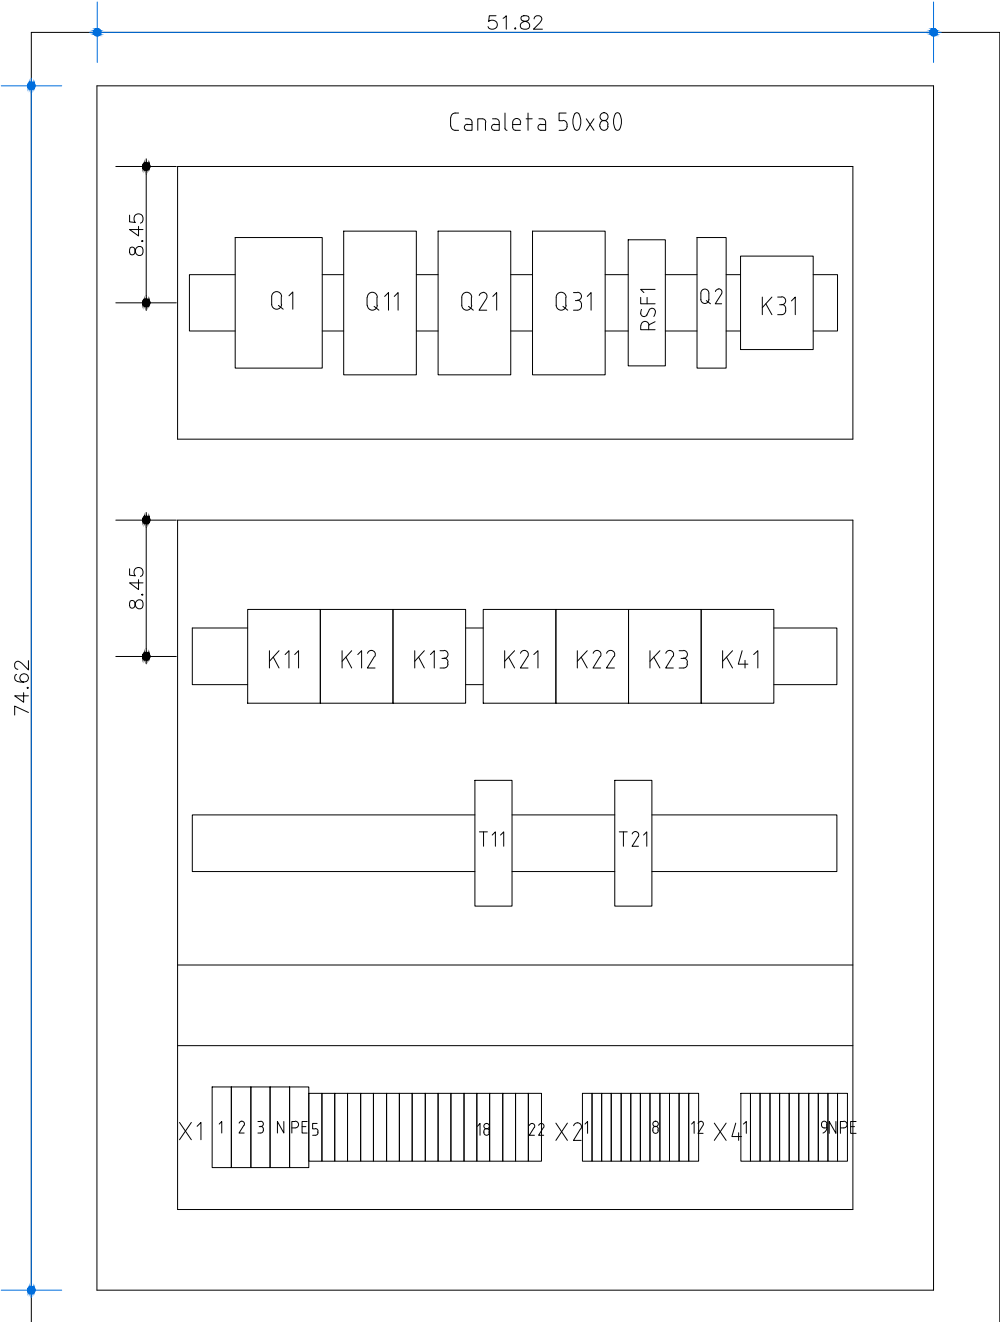 51.82
Canaleta 50x80
8.45
Q1 Q11 Q21 Q31 RSF1 Q2 K31
8.45
K11 K12 K13 K21 K22 K23 K41
74.62
T11 T21
X1 1 2 3 N PE 5 18 22 X2 1 8 12 X4 1 9 N PE